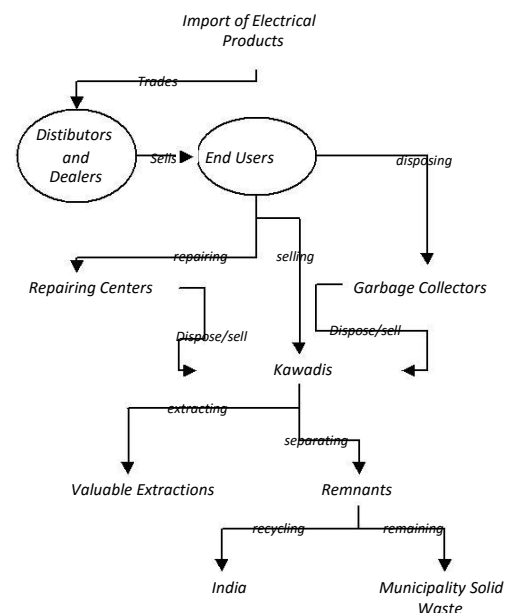 Import of Electrical
Products
Trades
Distibutors
and
Dealers
Sells
End Users
disposing
repairing
selling
Repairing Centers
Garbage Collectors
Dispose/sell
Dispose/sell
Kawadis
extracting
separating
Valuable Extractions
Remnants
recycling
remaining
India
Municipality Solid
Waste